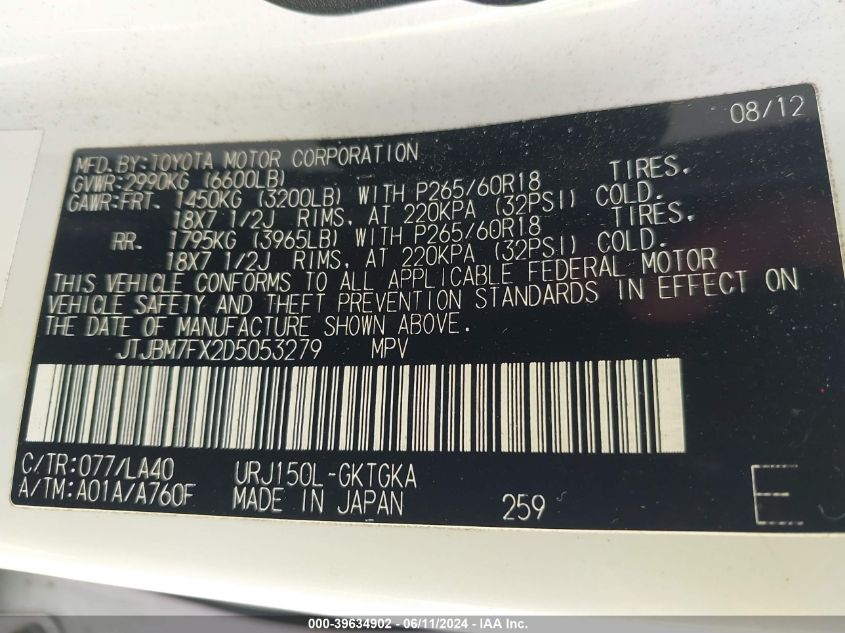 08/12
MFD.BY:TOYOTA MOTOR CORPORATION
GVWR:2990KG (6600LB)
GAWR:FRT. 1450KG (3200LB) WITH P265/60R18 TIRES.
18X7 1/2J RIMS, AT 220KPA (32PSI) COLD.
RR. 1795KG (3965LB) WITH P265/60R18 TIRES.
18X7 1/2J RIMS, AT 220KPA (32PSI) COLD.
THIS VEHICLE CONFORMS TO ALL APPLICABLE FEDERAL MOTOR
VEHICLE SAFETY AND THEFT PREVENTION STANDARDS IN EFFECT ON
THE DATE OF MANUFACTURE SHOWN ABOVE.
JTJBM7FX2D5053279 MPV
C/TR:077/LA40 URJ150L-GKTGKA
A/TM:A01A/A760F MADE IN JAPAN 259 E
000-39634902 - 06/11/2024 - IAA Inc.